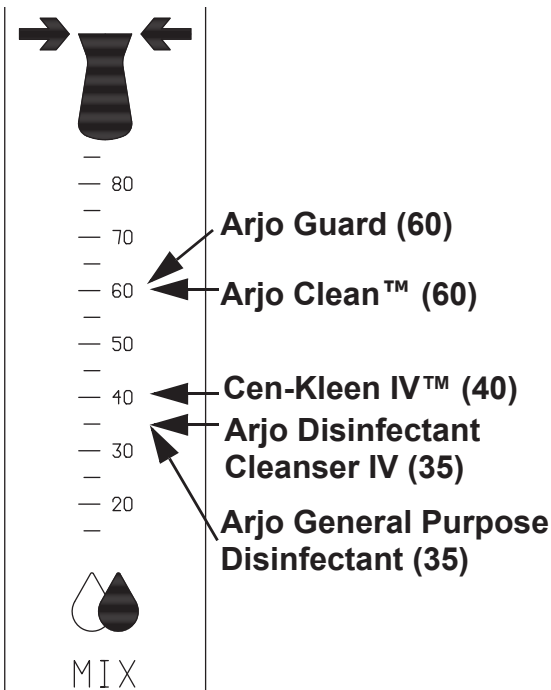 80
70
Arjo Guard (60)
60
Arjo Clean™ (60)
50
40
Cen-Kleen IV™ (40)
Arjo Disinfectant
Cleanser IV (35)
30
20
Arjo General Purpose
Disinfectant (35)
MIX